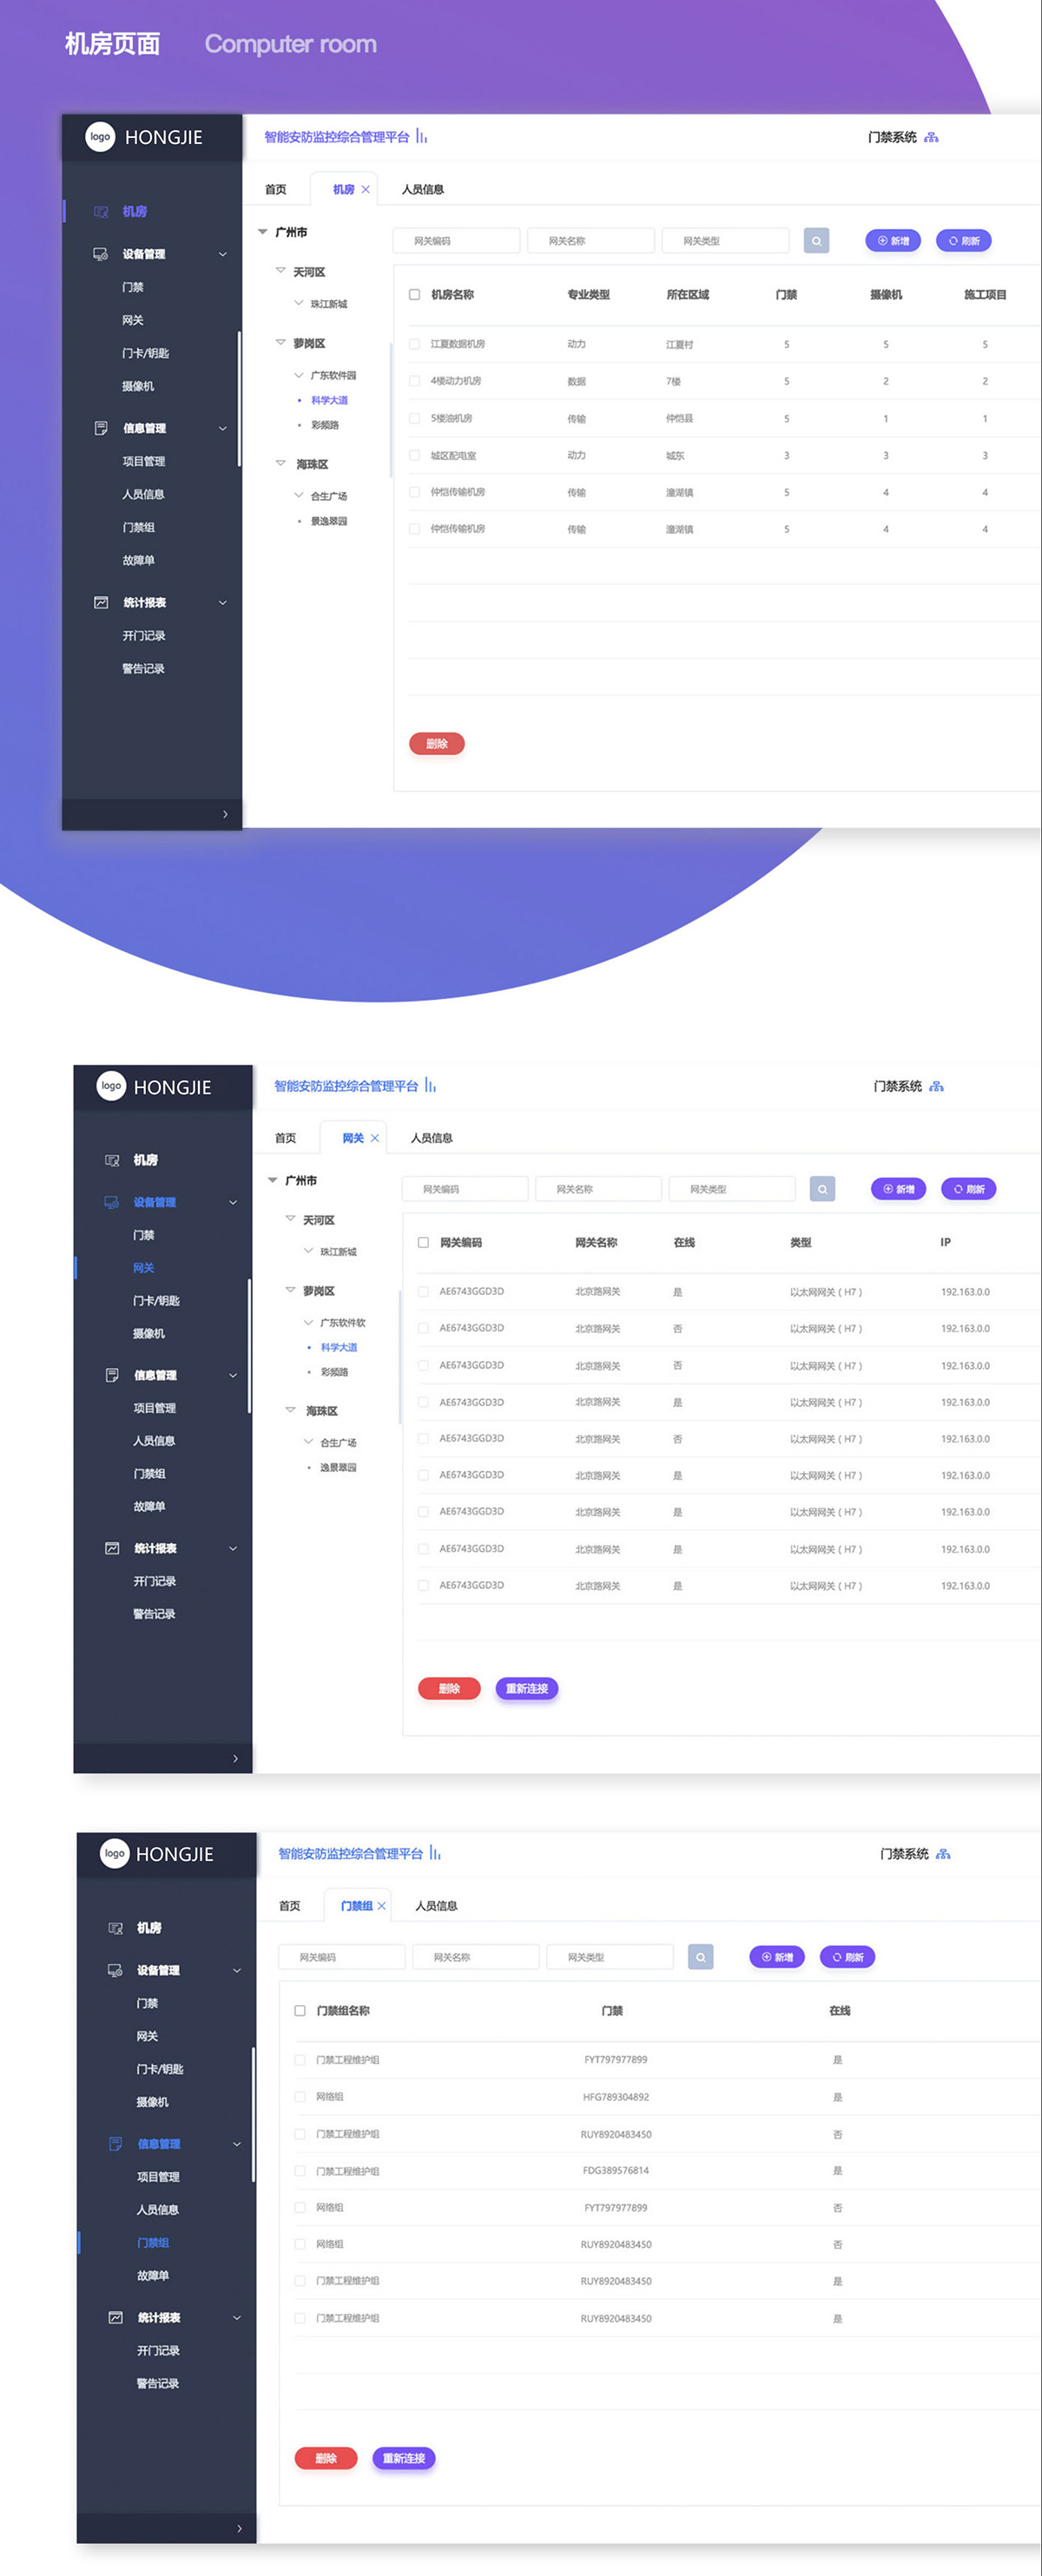 机房页面 Computer room
logo HONGJIE 智能安防监控综合管理平台 门禁系统
首页 机房 人员信息
机房
设备管理
门禁
网关
门卡/钥匙
摄像机
信息管理
项目管理
人员信息
门禁组
故障单
统计报表
开门记录
警告记录
广州市
天河区
珠江新城
萝岗区
广东软件园
科学大道
彩频路
海珠区
合生广场
景逸翠园
网关编码 网关名称 网关类型 新增 刷新
机房名称 专业类型 所在区域 门禁 摄像机 施工项目
江夏数据机房 动力 江夏村 5 5 5
4楼动力机房 数据 7楼 5 2 2
5楼油机房 传输 仲恺县 5 1 1
城区配电室 动力 城东 3 3 3
仲恺传输机房 传输 潼湖镇 5 4 4
仲恺传输机房 传输 潼湖镇 5 4 4
删除
logo HONGJIE 智能安防监控综合管理平台 门禁系统
首页 网关 人员信息
机房
设备管理
门禁
网关
门卡/钥匙
摄像机
信息管理
项目管理
人员信息
门禁组
故障单
统计报表
开门记录
警告记录
广州市
天河区
珠江新城
萝岗区
广东软件软
科学大道
彩频路
海珠区
合生广场
逸景翠园
网关编码 网关名称 网关类型 新增 刷新
网关编码 网关名称 在线 类型 IP
AE6743GGD3D 北京路网关 是 以太网网关（H7） 192.163.0.0
AE6743GGD3D 北京路网关 否 以太网网关（H7） 192.163.0.0
AE6743GGD3D 北京路网关 否 以太网网关（H7） 192.163.0.0
AE6743GGD3D 北京路网关 是 以太网网关（H7） 192.163.0.0
AE6743GGD3D 北京路网关 否 以太网网关（H7） 192.163.0.0
AE6743GGD3D 北京路网关 是 以太网网关（H7） 192.163.0.0
AE6743GGD3D 北京路网关 是 以太网网关（H7） 192.163.0.0
AE6743GGD3D 北京路网关 是 以太网网关（H7） 192.163.0.0
AE6743GGD3D 北京路网关 是 以太网网关（H7） 192.163.0.0
删除 重新连接
logo HONGJIE 智能安防监控综合管理平台 门禁系统
首页 门禁组 人员信息
机房
设备管理
门禁
网关
门卡/钥匙
摄像机
信息管理
项目管理
人员信息
门禁组
故障单
统计报表
开门记录
警告记录
网关编码 网关名称 网关类型 新增 刷新
门禁组名称 门禁 在线
门禁工程维护组 FYT797977899 是
网络组 HFG789304892 是
门禁工程维护组 RUY8920483450 否
门禁工程维护组 FDG389576814 是
网络组 FYT797977899 否
网络组 RUY8920483450 否
门禁工程维护组 RUY8920483450 是
门禁工程维护组 RUY8920483450 是
删除 重新连接